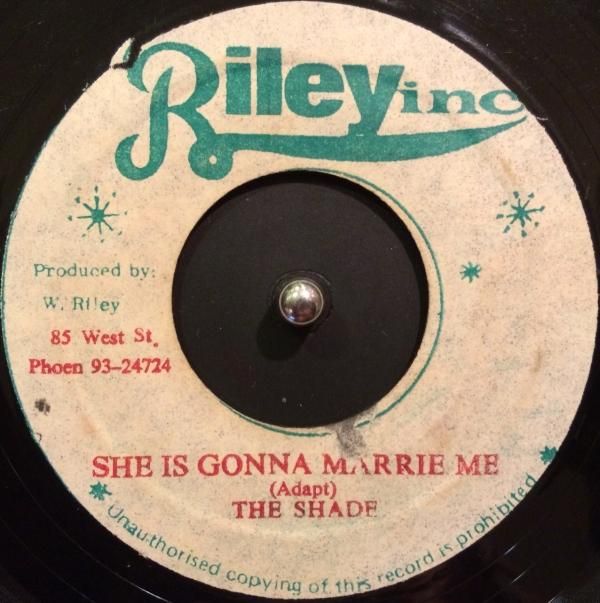 Riley inc
Produced by:
W. Riley
85 West St.
Phoen 93-24724
SHE IS GONNA MARRIE ME
(Adapt)
THE SHADE
Unauthorised copying of this record is prohibited